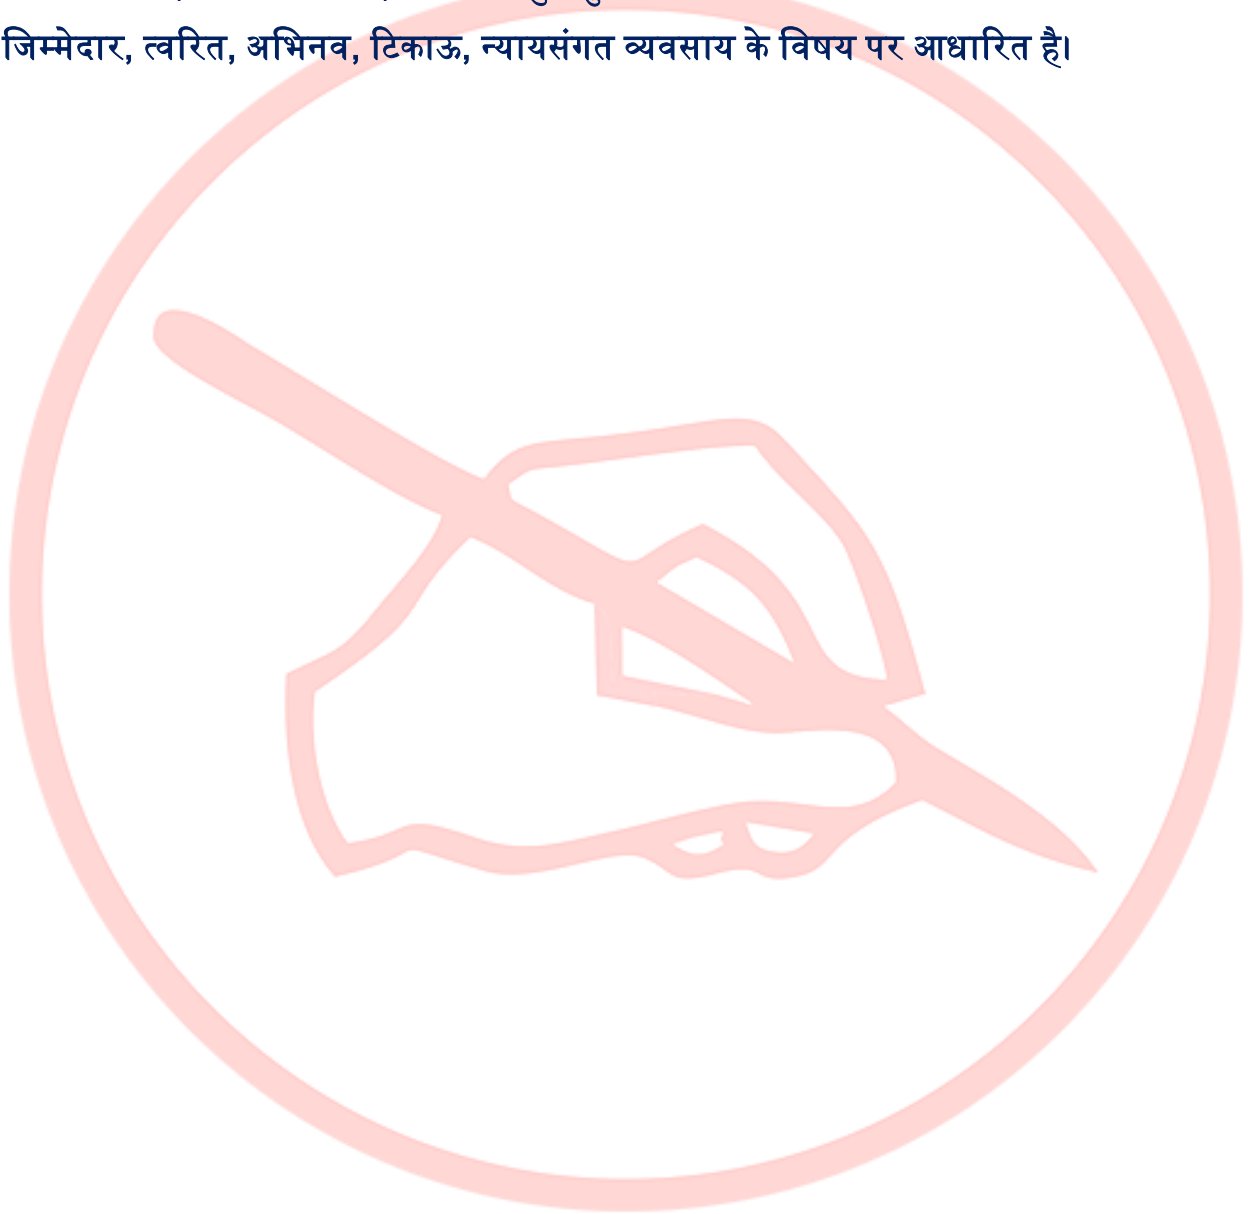 जिम्मेदार, त्वरित, अभिनव, टिकाऊ, न्यायसंगत व्यवसाय के विषय पर आधारित है।